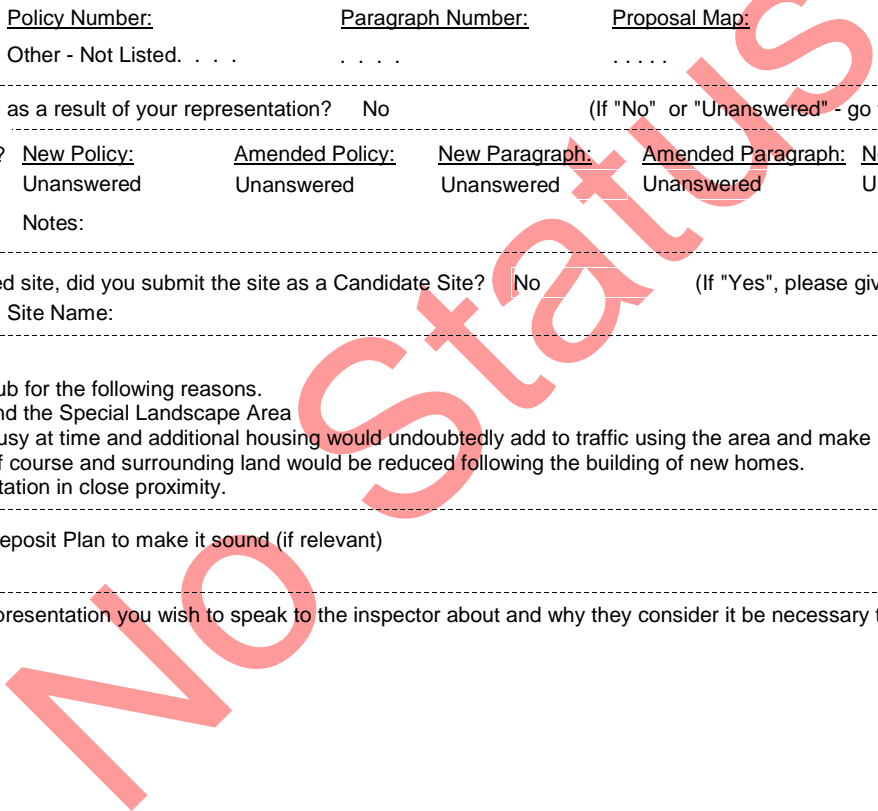 Policy Number: Paragraph Number: Proposal Map:
Other - Not Listed. . . . . . . . . . . . .
as a result of your representation? No (If "No" or "Unanswered" - go
? New Policy: Amended Policy: New Paragraph: Amended Paragraph:
Unanswered Unanswered Unanswered Unanswered
Notes:
ed site, did you submit the site as a Candidate Site? No (If "Yes", please giv
Site Name:
ub for the following reasons.
nd the Special Landscape Area
usy at time and additional housing would undoubtedly add to traffic using the area and make
f course and surrounding land would be reduced following the building of new homes.
tation in close proximity.
eposit Plan to make it sound (if relevant)
presentation you wish to speak to the inspector about and why they consider it be necessary
No Status